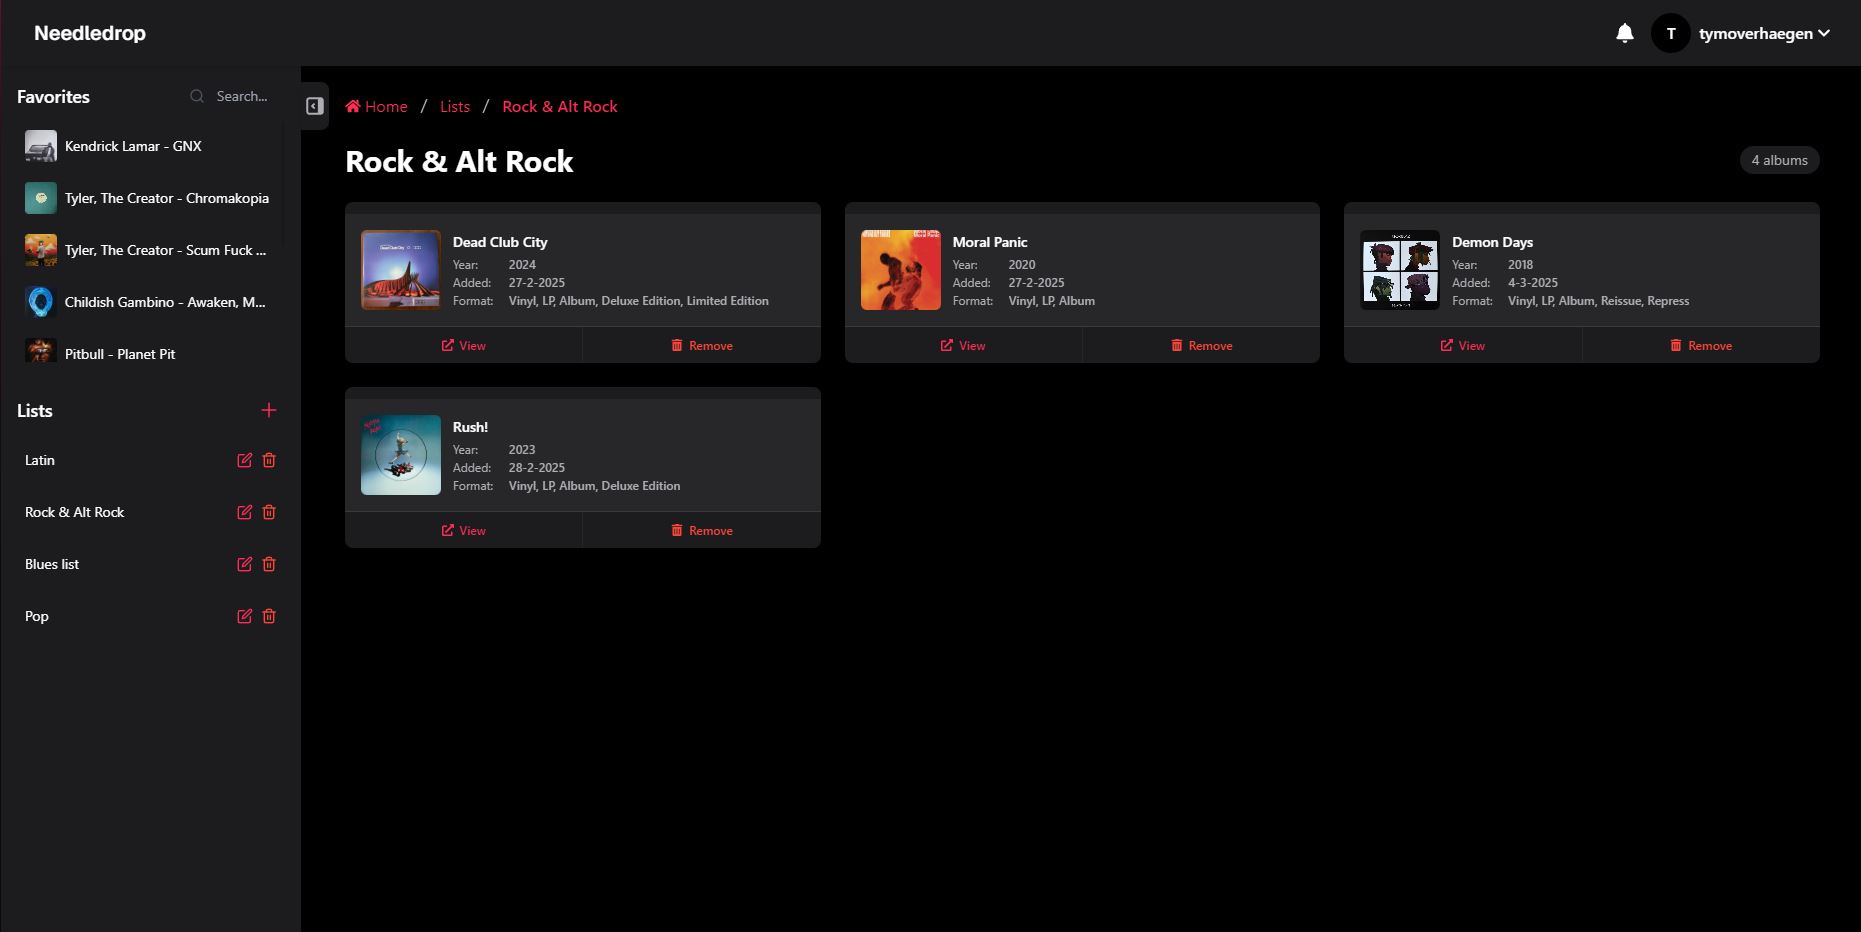 Needledrop
T
tymoverhaegen
Favorites
Search...
Kendrick Lamar - GNX
Tyler, The Creator - Chromakopia
Tyler, The Creator - Scum Fuck ...
Childish Gambino - Awaken, M...
Pitbull - Planet Pit
Lists
Latin
Rock & Alt Rock
Blues list
Pop
Home / Lists / Rock & Alt Rock
Rock & Alt Rock
4 albums
Dead Club City
Dead Club City
Year: 2024
Added: 27-2-2025
Format: Vinyl, LP, Album, Deluxe Edition, Limited Edition
View
Remove
Moral Panic
Moral Panic
Year: 2020
Added: 27-2-2025
Format: Vinyl, LP, Album
View
Remove
Demon Days
Year: 2018
Added: 4-3-2025
Format: Vinyl, LP, Album, Reissue, Repress
View
Remove
Rush!
Year: 2023
Added: 28-2-2025
Format: Vinyl, LP, Album, Deluxe Edition
View
Remove